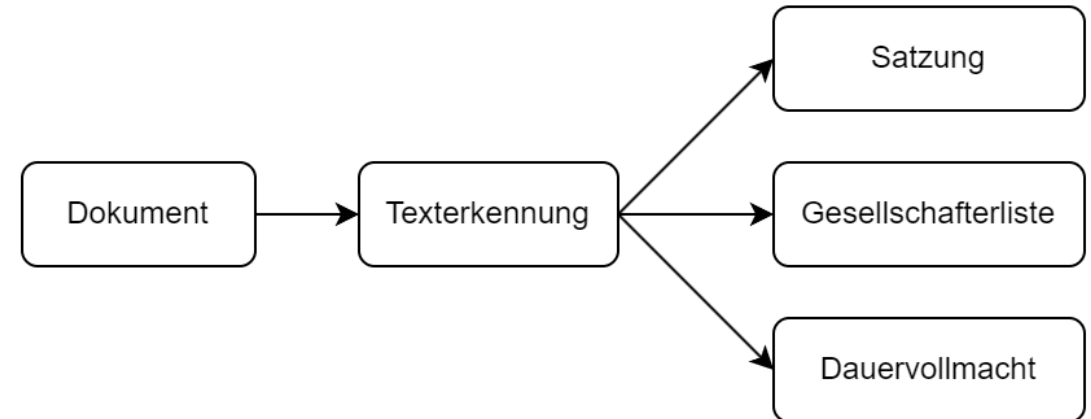 Satzung
Dokument
Texterkennung
Gesellschafterliste
Dauervollmacht